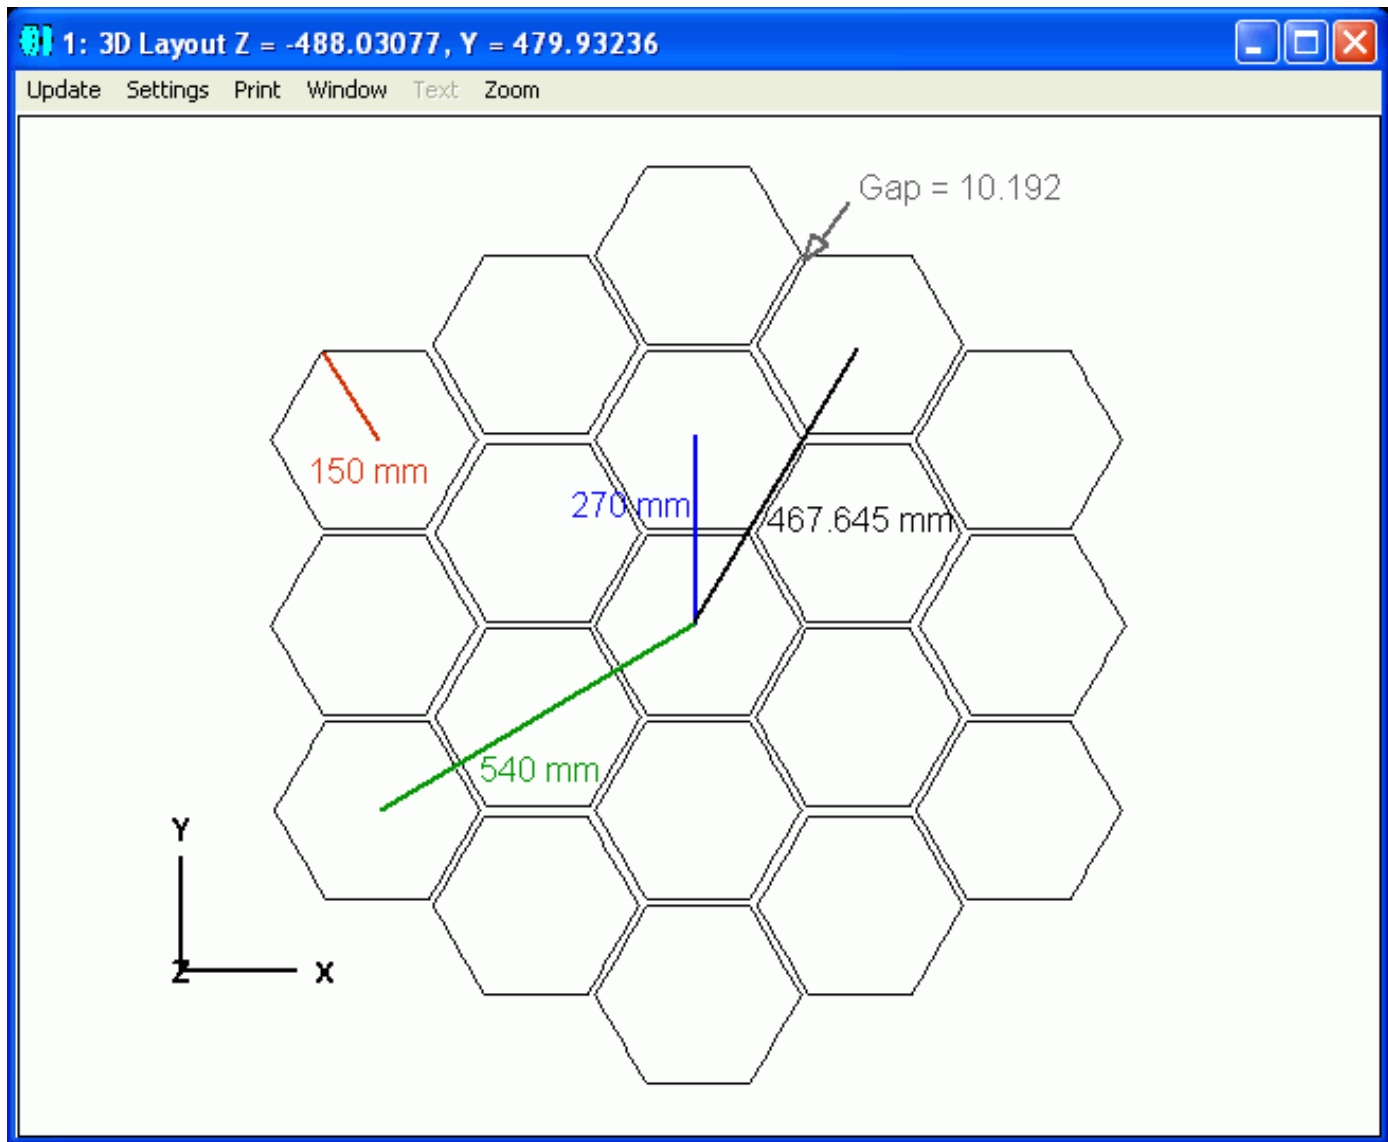 1: 3D Layout Z = -488.03077, Y = 479.93236
Update Settings Print Window Text Zoom
Gap = 10.192
150 mm
270 mm
467.645 mm
540 mm
Y
Z
X